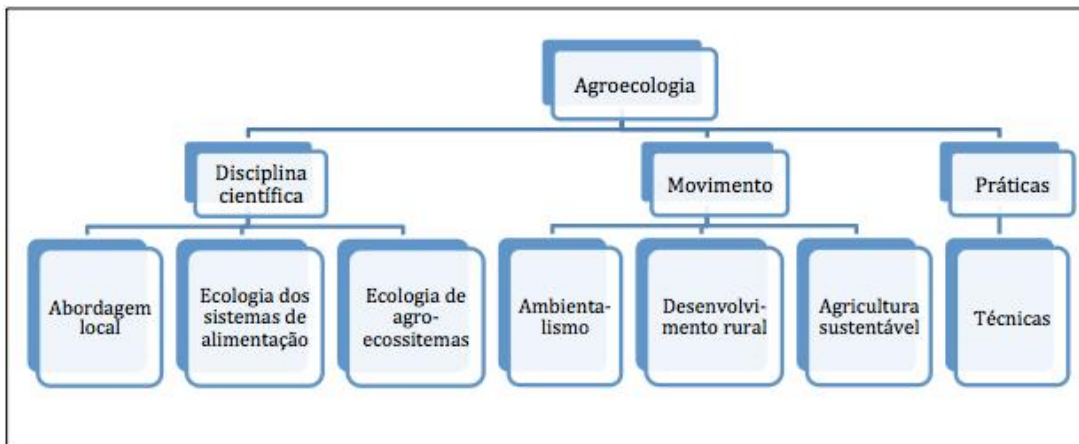 Agroecologia
Disciplina
científica
Movimento
Práticas
Abordagem
local
Ecologia dos
sistemas de
alimentação
Ecologia de
agro-
ecossitemas
Ambienta-
lismo
Desenvolvi-
mento rural
Agricultura
sustentável
Técnicas